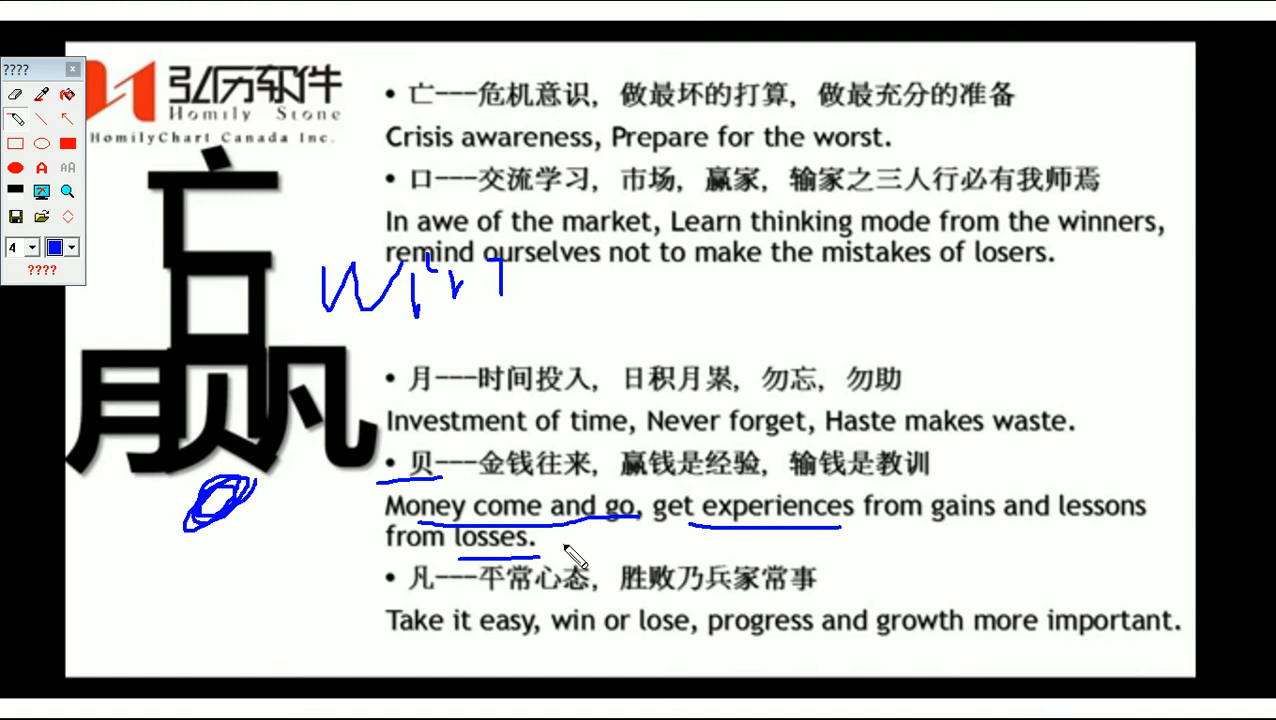 ????
弘历软件
Homily Stone
HomilyChart Canada Inc.
A
AA
4
????
亡
口
月贝凡
• 亡---危机意识，做最坏的打算，做最充分的准备
Crisis awareness, Prepare for the worst.
• 口---交流学习，市场，赢家，输家之三人行必有我师焉
In awe of the market, Learn thinking mode from the winners,
remind ourselves not to make the mistakes of losers.
• 月---时间投入，日积月累，勿忘，勿助
Investment of time, Never forget, Haste makes waste.
• 贝---金钱往来，赢钱是经验，输钱是教训
Money come and go, get experiences from gains and lessons
from losses.
• 凡---平常心态，胜败乃兵家常事
Take it easy, win or lose, progress and growth more important.